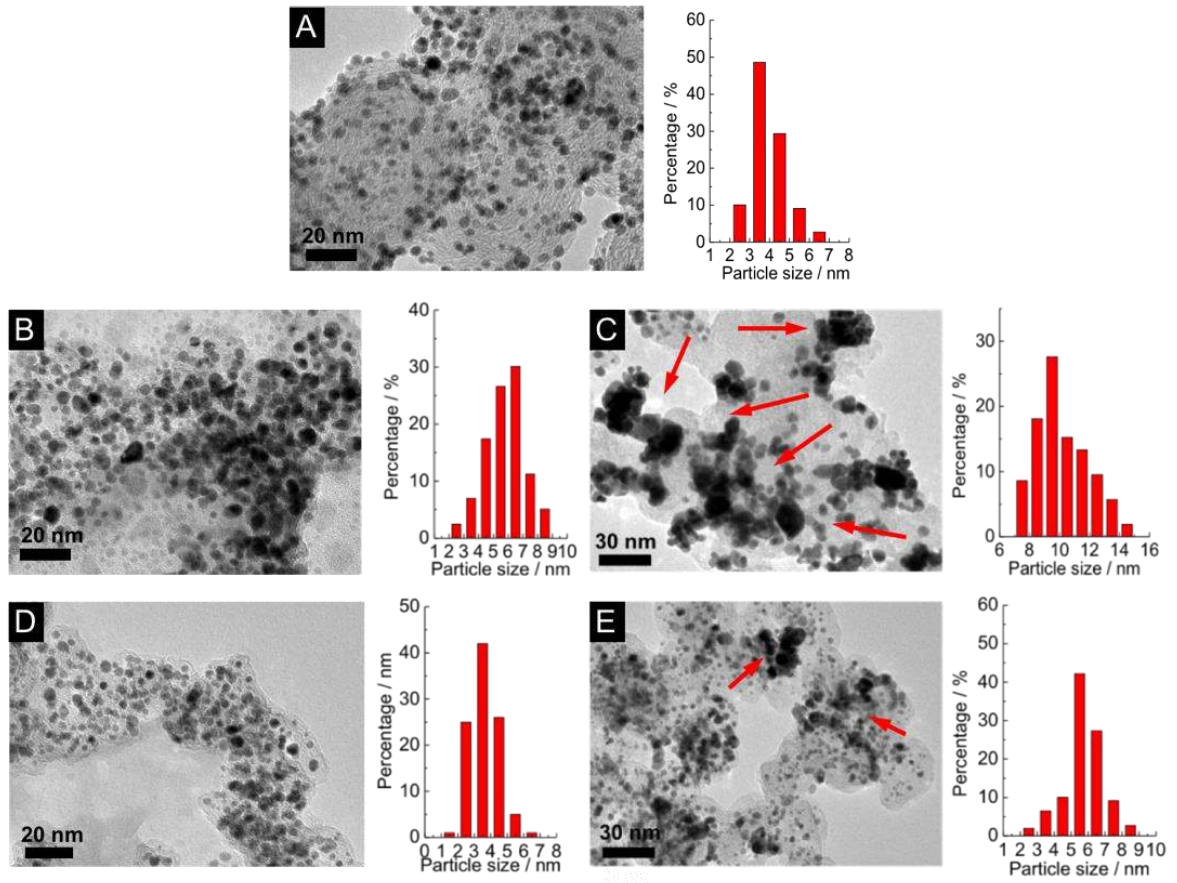 A
20 nm
Percentage / %
60
50
40
30
20
10
0
1 2 3 4 5 6 7 8
Particle size / nm
B
20 nm
Percentage / %
40
30
20
10
0
1 2 3 4 5 6 7 8 9 10
Particle size / nm
C
30 nm
Percentage / %
30
20
10
0
6 8 10 12 14 16
Particle size / nm
D
20 nm
Percentage / nm
50
40
30
20
10
0
0 1 2 3 4 5 6 7 8
Particle size / nm
E
30 nm
Percentage / %
60
50
40
30
20
10
0
1 2 3 4 5 6 7 8 9 10
Particle size / nm